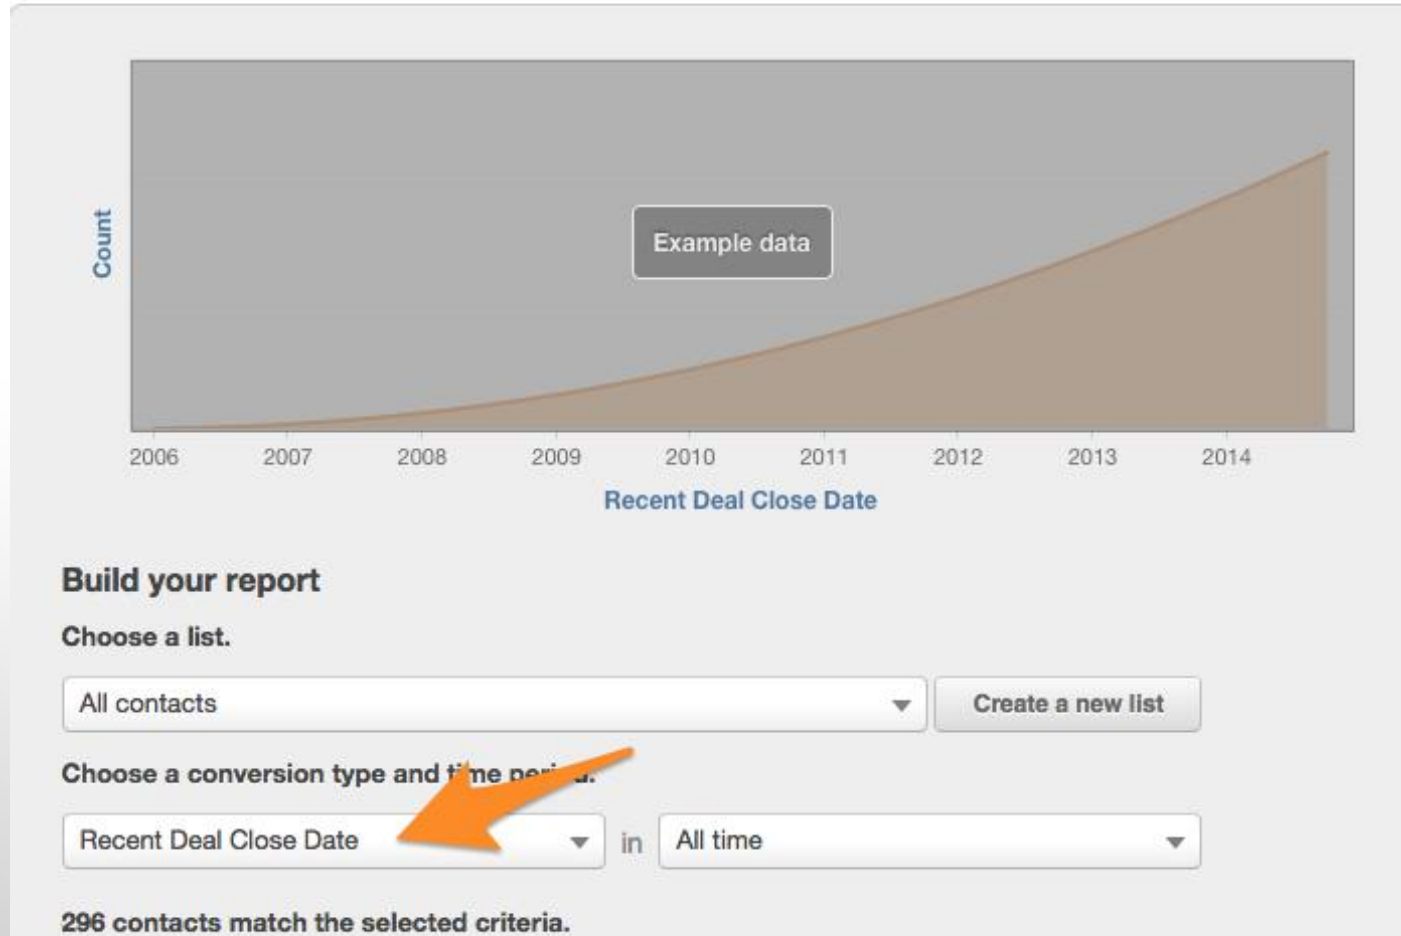 Count
Example data
2006 2007 2008 2009 2010 2011 2012 2013 2014
Recent Deal Close Date
Build your report
Choose a list.
All contacts
Create a new list
Choose a conversion type and time period.
Recent Deal Close Date in All time
296 contacts match the selected criteria.